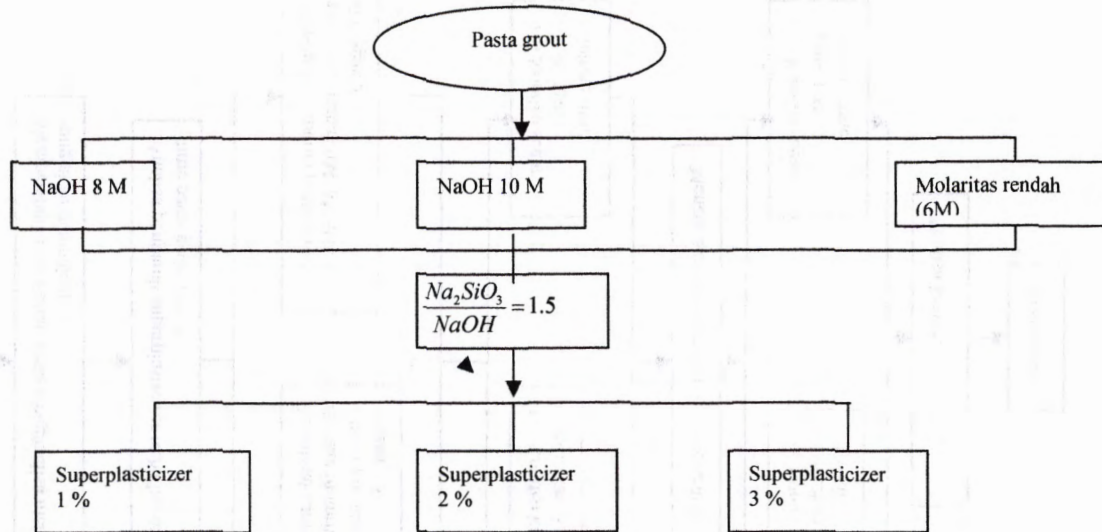 Pasta grout
NaOH 8 M
NaOH 10 M
Molaritas rendah
(6M)
Na₂SiO₃
NaOH
=1.5
Superplasticizer
1 %
Superplasticizer
2 %
Superplasticizer
3 %